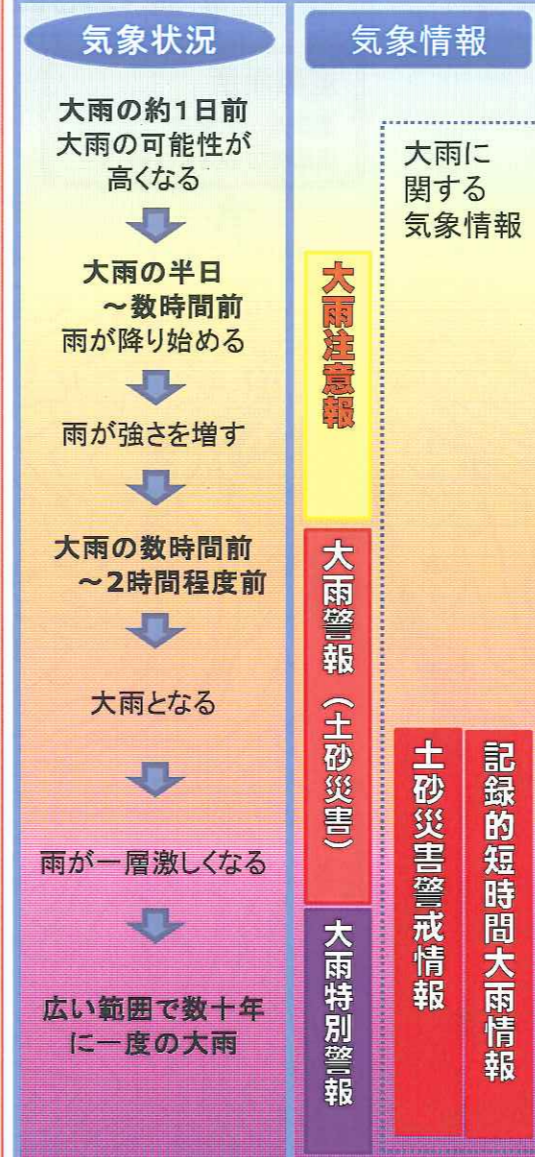 気象状況
気象情報
大雨の約1日前
大雨の可能性が
高くなる
大雨の半日
～数時間前
雨が降り始める
雨が強さを増す
大雨の数時間前
～2時間程度前
大雨となる
雨が一層激しくなる
広い範囲で数十年
に一度の大雨
大雨に
関する
気象情報
大雨注意報
大雨警報（土砂災害）
大雨特別警報
土砂災害警戒情報
記録的短時間大雨情報